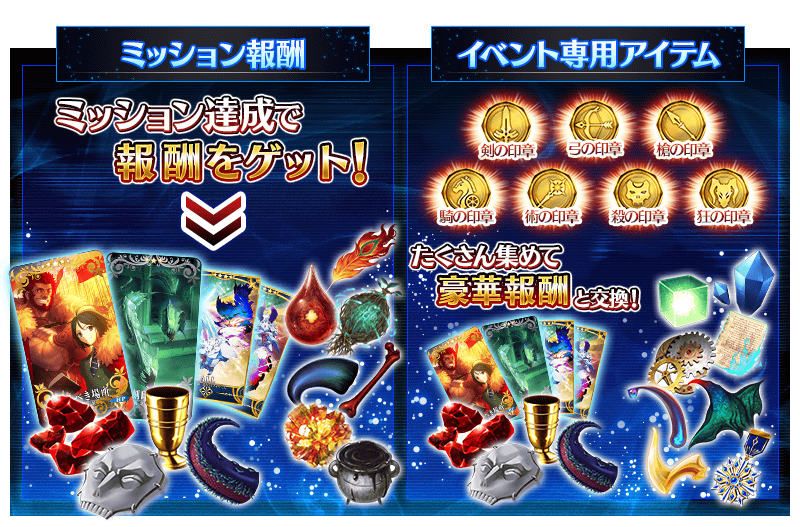 ミッション報酬
ミッション達成で
報酬をゲット!
イベント専用アイテム
剣の印章
弓の印章
槍の印章
騎の印章
術の印章
殺の印章
狂の印章
たくさん集めて
豪華報酬と交換!